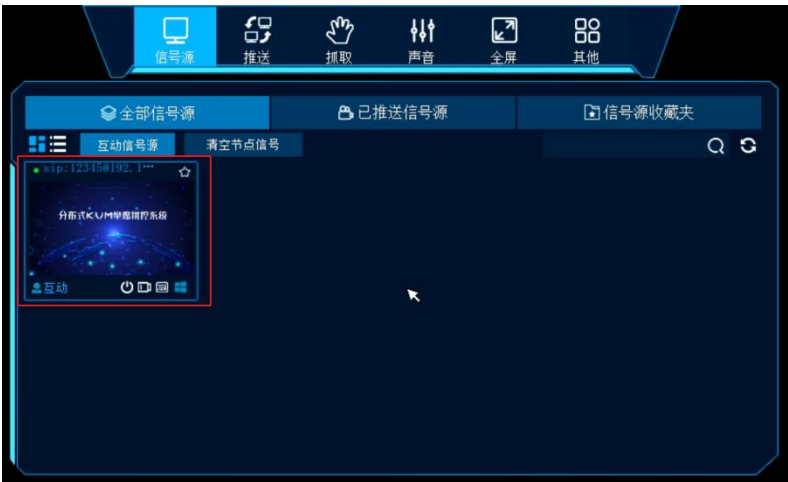 信号源 推送 抓取 声音 全屏 其他
全部信号源 已推送信号源 信号源收藏夹
互动信号源 清空节点信号
sip:12345@192.1…
分布式KVM坐席拼控系统
互动